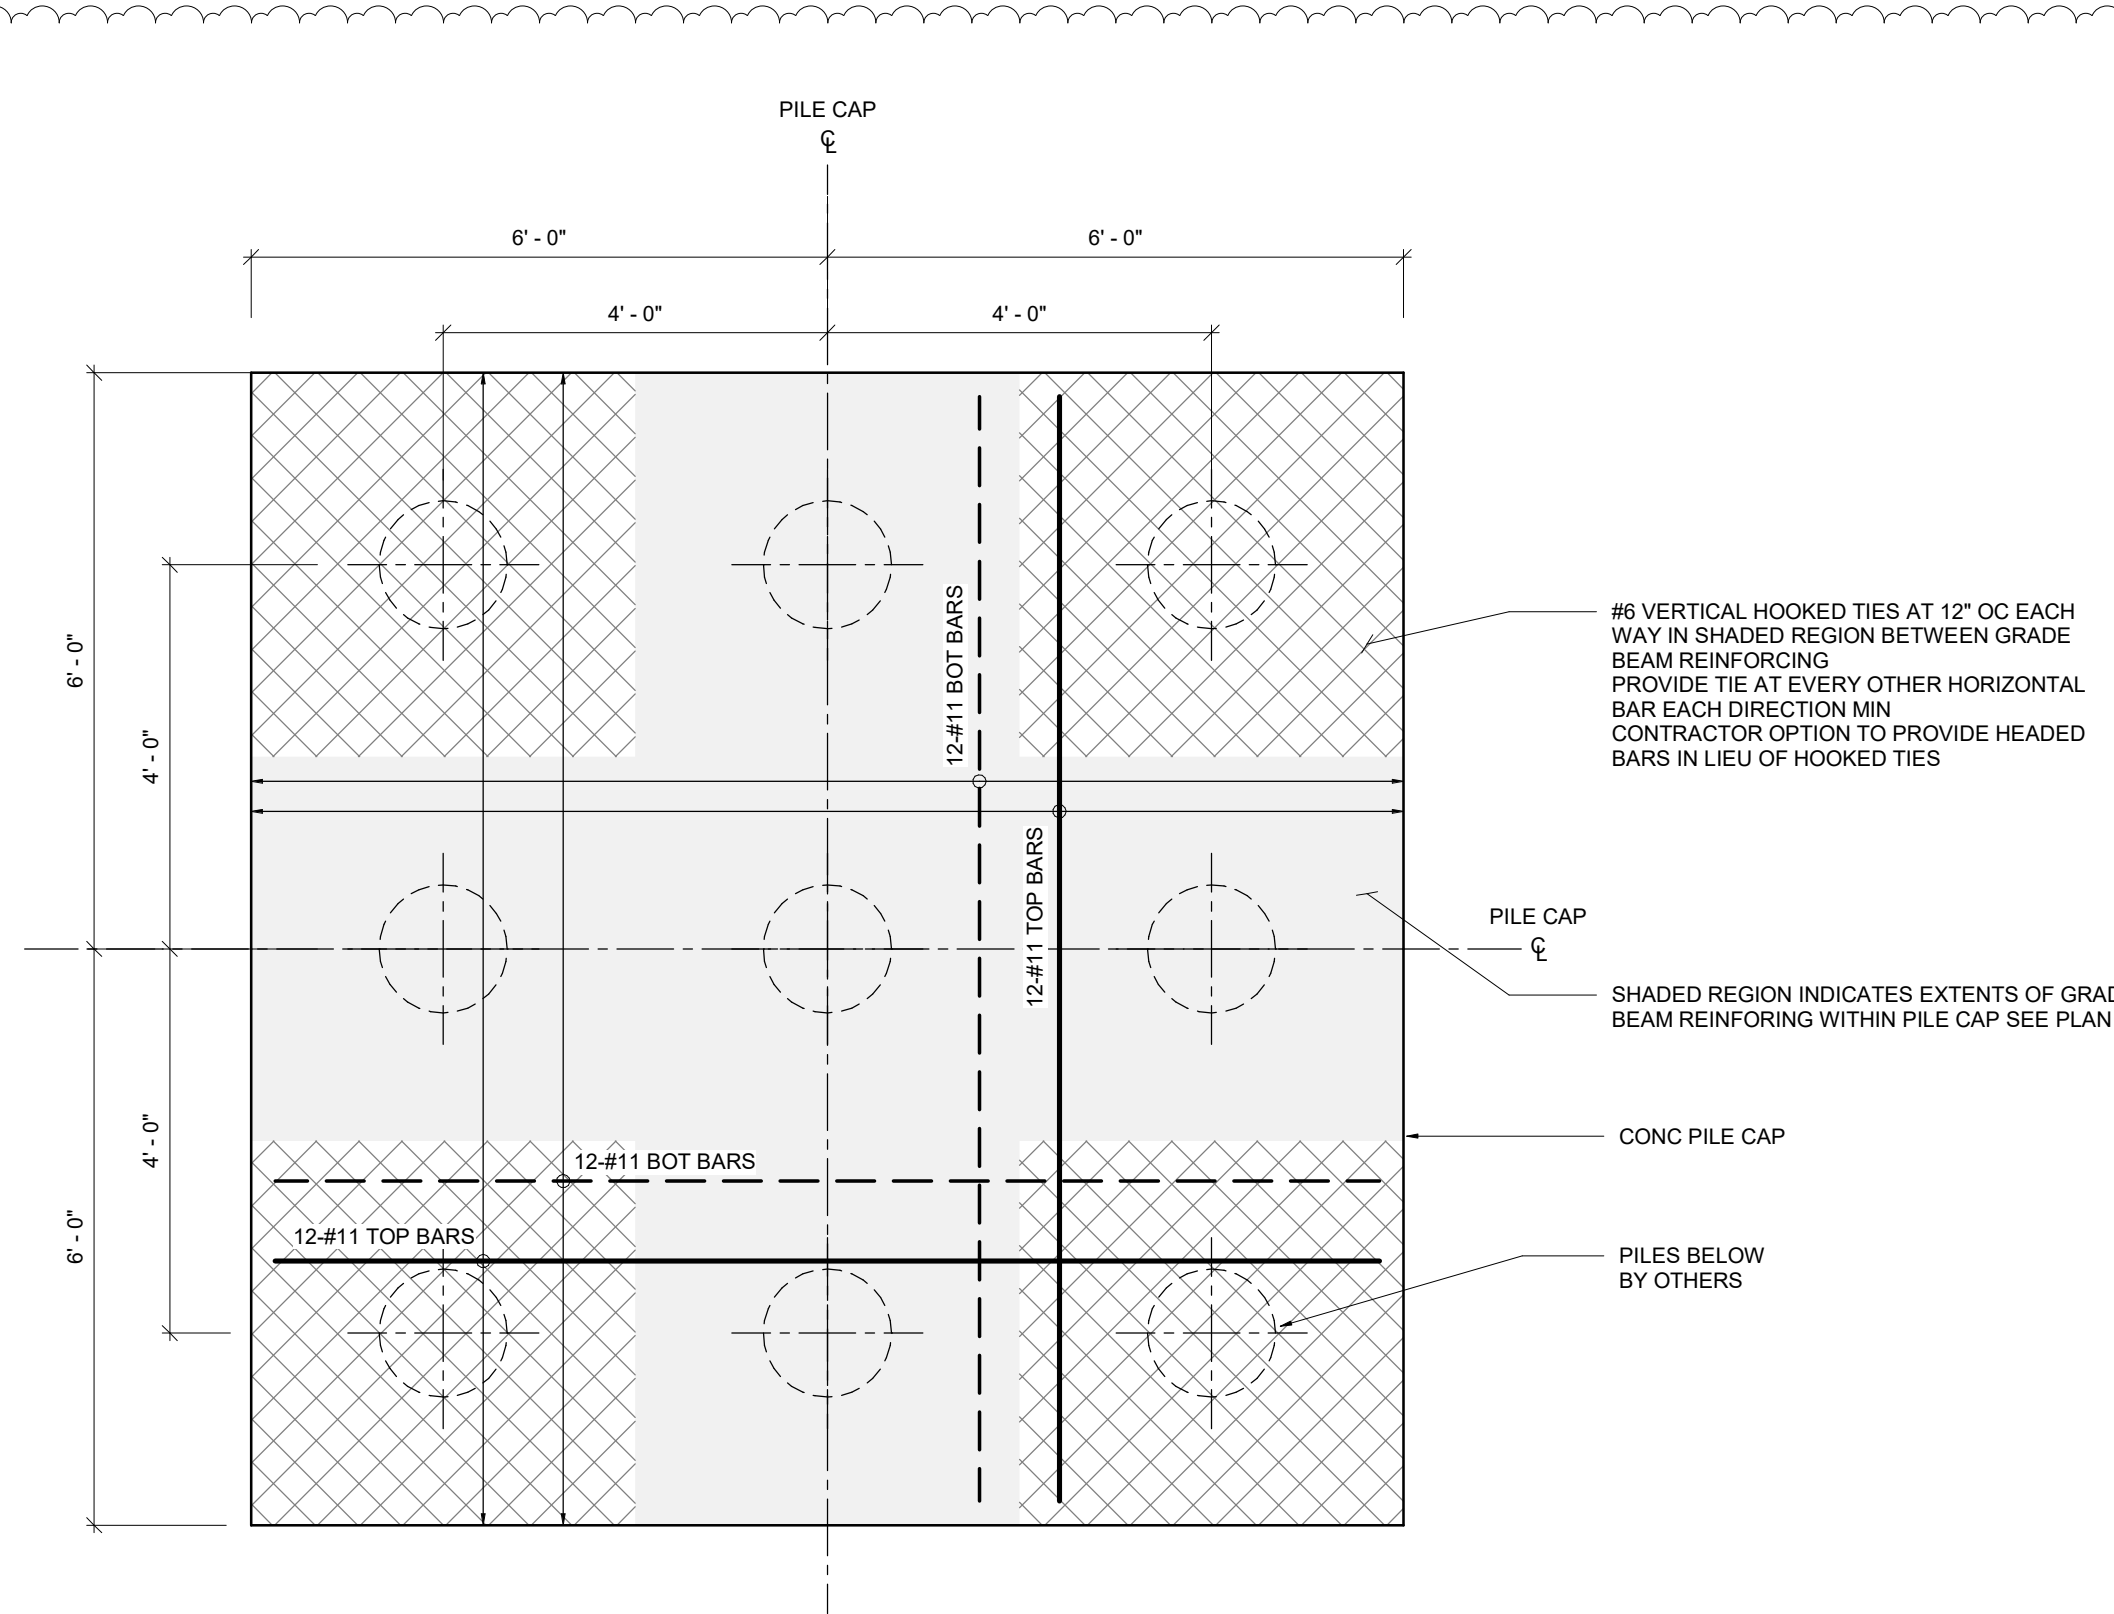 PILE CAP
℄
6' - 0"
6' - 0"
4' - 0"
4' - 0"
6' - 0"
4' - 0"
12-#11 BOT BARS
#6 VERTICAL HOOKED TIES AT 12" OC EACH
WAY IN SHADED REGION BETWEEN GRADE
BEAM REINFORCING
PROVIDE TIE AT EVERY OTHER HORIZONTAL
BAR EACH DIRECTION MIN
CONTRACTOR OPTION TO PROVIDE HEADED
BARS IN LIEU OF HOOKED TIES
12-#11 TOP BARS
PILE CAP
℄
SHADED REGION INDICATES EXTENTS OF GRAD
BEAM REINFORING WITHIN PILE CAP SEE PLAN
4' - 0"
6' - 0"
CONC PILE CAP
12-#11 BOT BARS
12-#11 TOP BARS
PILES BELOW
BY OTHERS